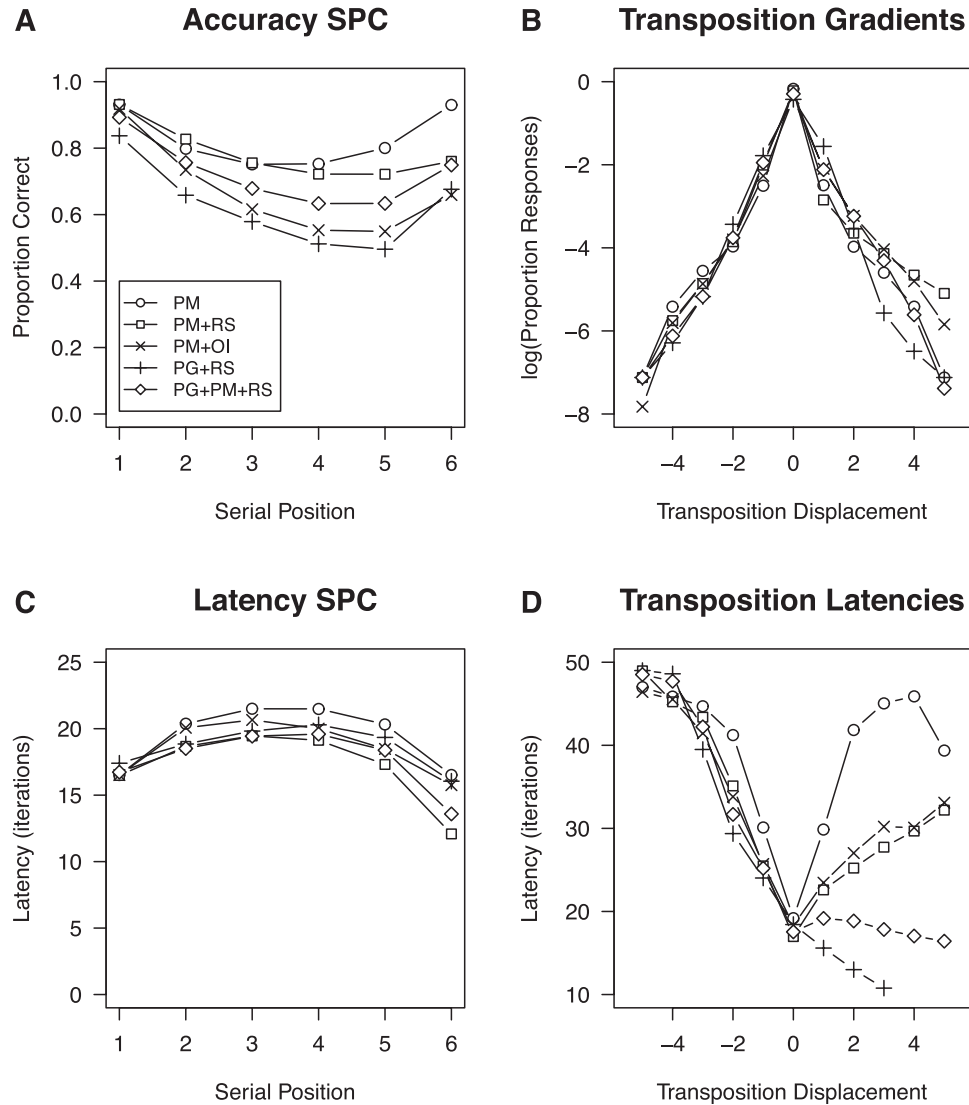 A Accuracy SPC
Proportion Correct
1.0
0.8
0.6
0.4
0.2
0.0
PM
PM+RS
PM+OI
PG+RS
PG+PM+RS
1 2 3 4 5 6
Serial Position
B Transposition Gradients
log(Proportion Responses)
0
−2
−4
−6
−8
−4 −2 0 2 4
Transposition Displacement
C Latency SPC
Latency (iterations)
25
20
15
10
5
0
1 2 3 4 5 6
Serial Position
D Transposition Latencies
Latency (iterations)
50
40
30
20
10
−4 −2 0 2 4
Transposition Displacement